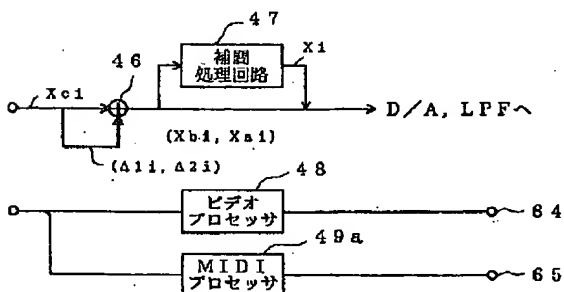 47
46
補間
処理回路
Xi
Xci
D/A, LPFへ
(Xbi, Xai)
(Δ1i, Δ2i)
48
ビデオ
プロセッサ
64
49a
MIDI
プロセッサ
65